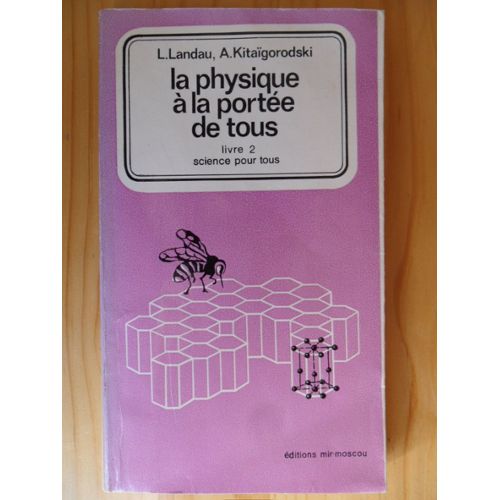 L.Landau, A.Kitaïgorodski
la physique
à la portée
de tous
livre 2
science pour tous
éditions mir·moscou